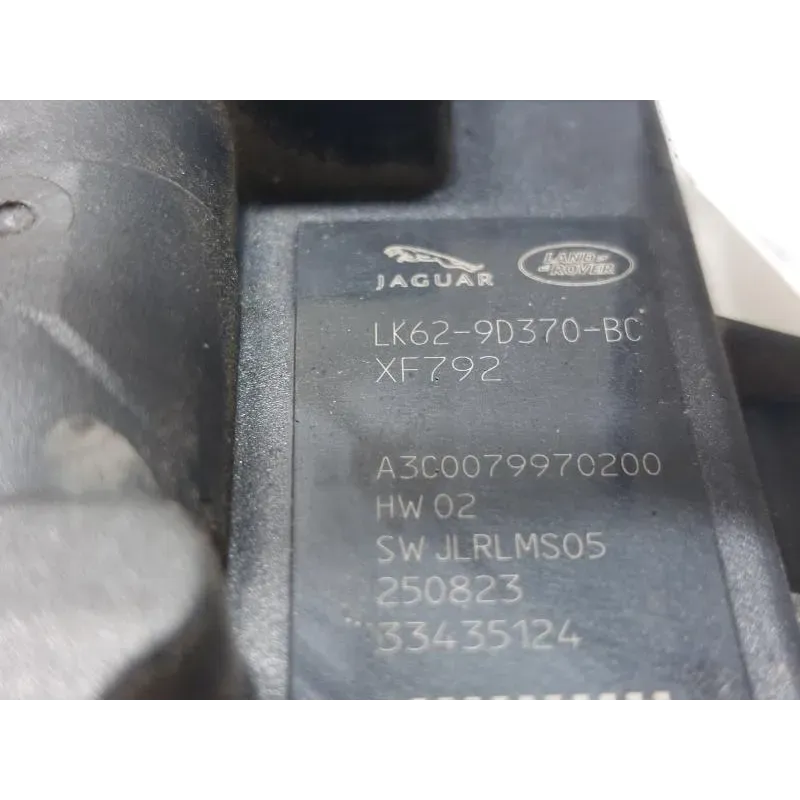 JAGUAR
LAND
ROVER
LK62-9D370-BC
XF792
A3C0079970200
HW 02
SW JLRLMS05
250823
33435124